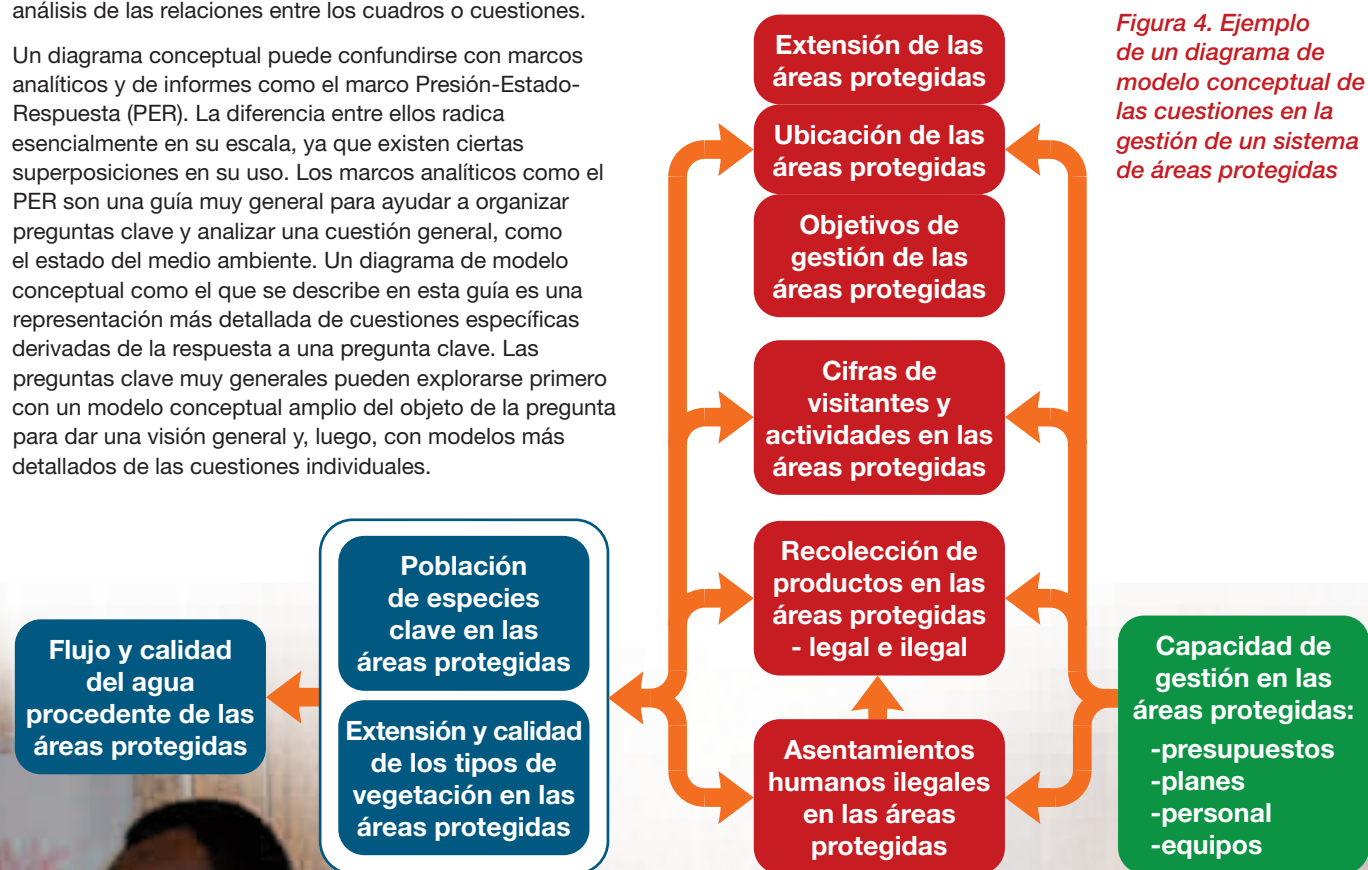 análisis de las relaciones entre los cuadros o cuestiones.
Un diagrama conceptual puede confundirse con marcos
analíticos y de informes como el marco Presión-Estado-
Respuesta (PER). La diferencia entre ellos radica
esencialmente en su escala, ya que existen ciertas
superposiciones en su uso. Los marcos analíticos como el
PER son una guía muy general para ayudar a organizar
preguntas clave y analizar una cuestión general, como
el estado del medio ambiente. Un diagrama de modelo
conceptual como el que se describe en esta guía es una
representación más detallada de cuestiones específicas
derivadas de la respuesta a una pregunta clave. Las
preguntas clave muy generales pueden explorarse primero
con un modelo conceptual amplio del objeto de la pregunta
para dar una visión general y, luego, con modelos más
detallados de las cuestiones individuales.
Figura 4. Ejemplo
de un diagrama de
modelo conceptual de
las cuestiones en la
gestión de un sistema
de áreas protegidas
Extensión de las
áreas protegidas
Ubicación de las
áreas protegidas
Objetivos de
gestión de las
áreas protegidas
Cifras de
visitantes y
actividades en las
áreas protegidas
Recolección de
productos en las
áreas protegidas
- legal e ilegal
Asentamientos
humanos ilegales
en las áreas
protegidas
Población
de especies
clave en las
áreas protegidas
Extensión y calidad
de los tipos de
vegetación en las
áreas protegidas
Flujo y calidad
del agua
procedente de las
áreas protegidas
Capacidad de
gestión en las
áreas protegidas:
-presupuestos
-planes
-personal
-equipos